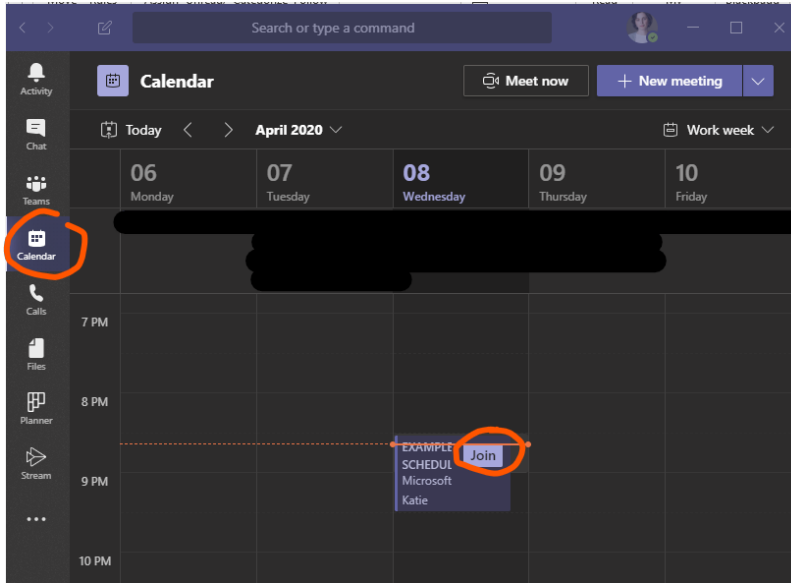 Search or type a command
Activity
Calendar
Meet now
New meeting
Chat
Today
April 2020
Work week
Teams
06
07
08
09
10
Monday
Tuesday
Wednesday
Thursday
Friday
Calendar
Calls
7 PM
Files
8 PM
Planner
EXAMPLE
Join
SCHEDUL
Stream
9 PM
Microsoft
Katie
10 PM